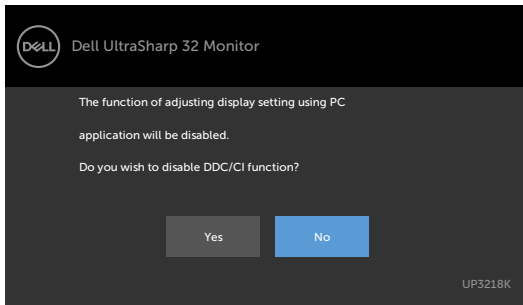 DELL
Dell UltraSharp 32 Monitor
The function of adjusting display setting using PC
application will be disabled.
Do you wish to disable DDC/CI function?
Yes
No
UP3218K